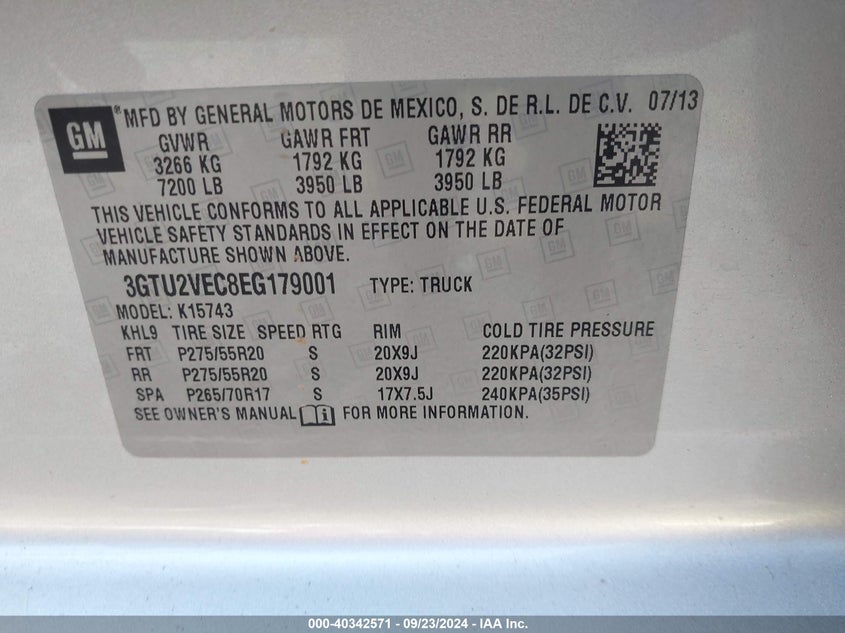 GM ® MFD BY GENERAL MOTORS DE MEXICO, S. DE R.L. DE C.V. 07/13
GVWR GAWR FRT GAWR RR
3266 KG 1792 KG 1792 KG
7200 LB 3950 LB 3950 LB
THIS VEHICLE CONFORMS TO ALL APPLICABLE U.S. FEDERAL MOTOR
VEHICLE SAFETY STANDARDS IN EFFECT ON THE DATE OF
MANUFACTURE SHOWN ABOVE.
3GTU2VEC8EG179001 TYPE: TRUCK
MODEL: K15743
KHL9 TIRE SIZE SPEED RTG RIM COLD TIRE PRESSURE
FRT P275/55R20 S 20X9J 220KPA(32PSI)
RR P275/55R20 S 20X9J 220KPA(32PSI)
SPA P265/70R17 S 17X7.5J 240KPA(35PSI)
SEE OWNER'S MANUAL i FOR MORE INFORMATION.
000-40342571 - 09/23/2024 - IAA Inc.